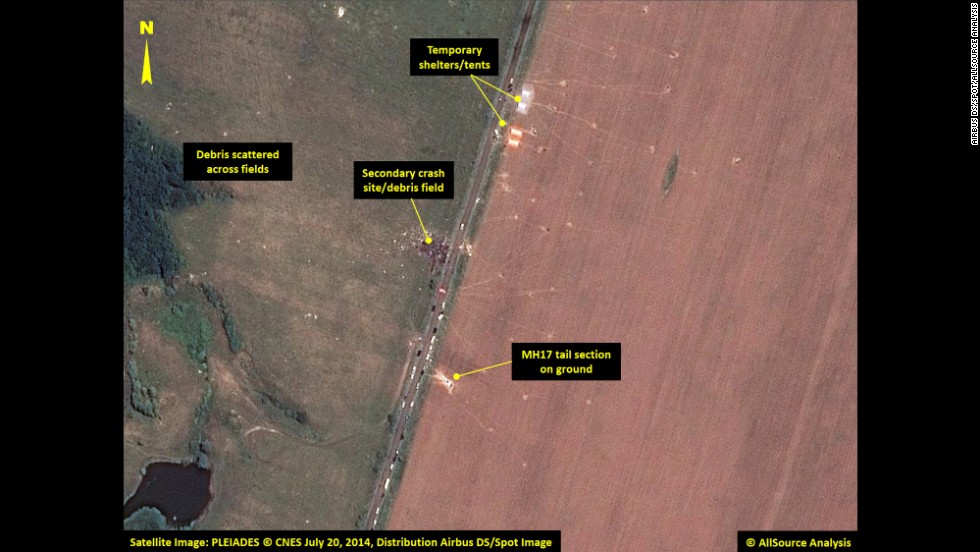 N
Temporary
shelters/tents
Debris scattered
across fields
Secondary crash
site/debris field
MH17 tail section
on ground
Satellite Image: PLEIADES © CNES July 20, 2014, Distribution Airbus DS/Spot Image
© AllSource Analysis
AIRBUS DS/SPOT/ALLSOURCE ANALYSIS